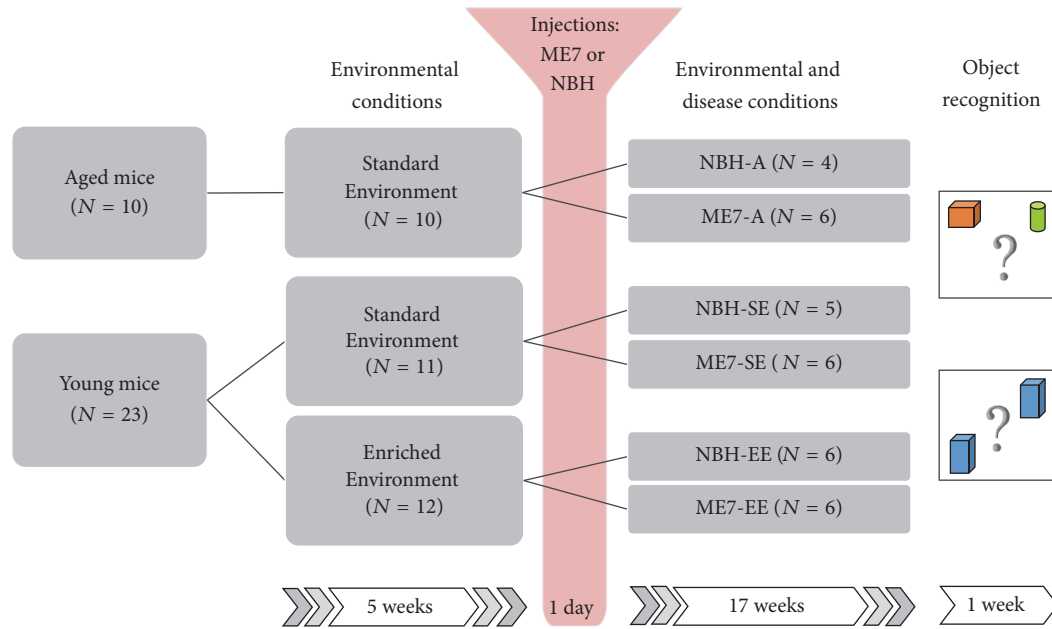 Injections:
ME7 or
NBH
Environmental
conditions
Environmental and
disease conditions
Object
recognition
Aged mice
(N = 10)
Standard
Environment
(N = 10)
NBH-A (N = 4)
ME7-A (N = 6)
?
Young mice
(N = 23)
Standard
Environment
(N = 11)
NBH-SE (N = 5)
ME7-SE ( N = 6)
Enriched
Environment
(N = 12)
NBH-EE (N = 6)
ME7-EE (N = 6)
?
5 weeks
1 day
17 weeks
1 week